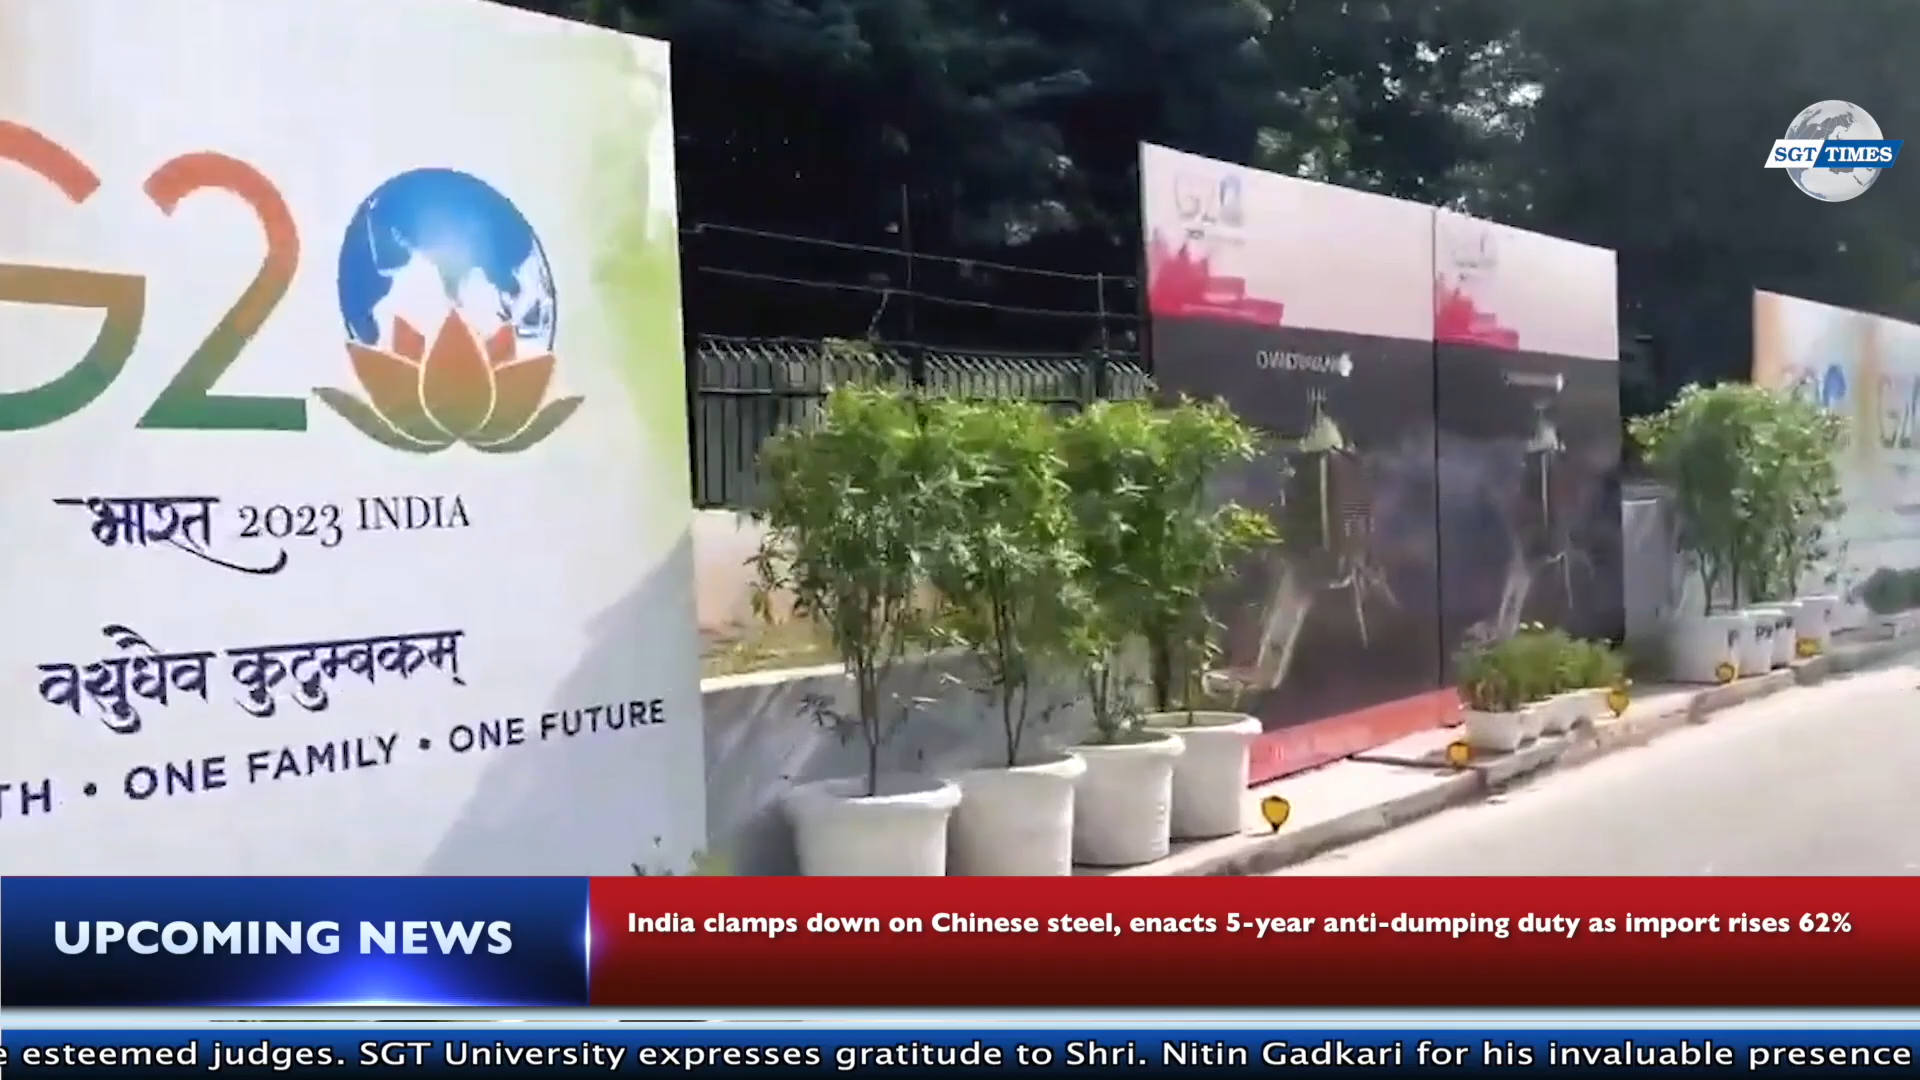 G20
भारत 2023 INDIA
वसुधैव कुटुम्बकम्
TH • ONE FAMILY • ONE FUTURE
G20
SGT TIMES
UPCOMING NEWS
India clamps down on Chinese steel, enacts 5-year anti-dumping duty as import rises 62%
e esteemed judges. SGT University expresses gratitude to Shri. Nitin Gadkari for his invaluable presence